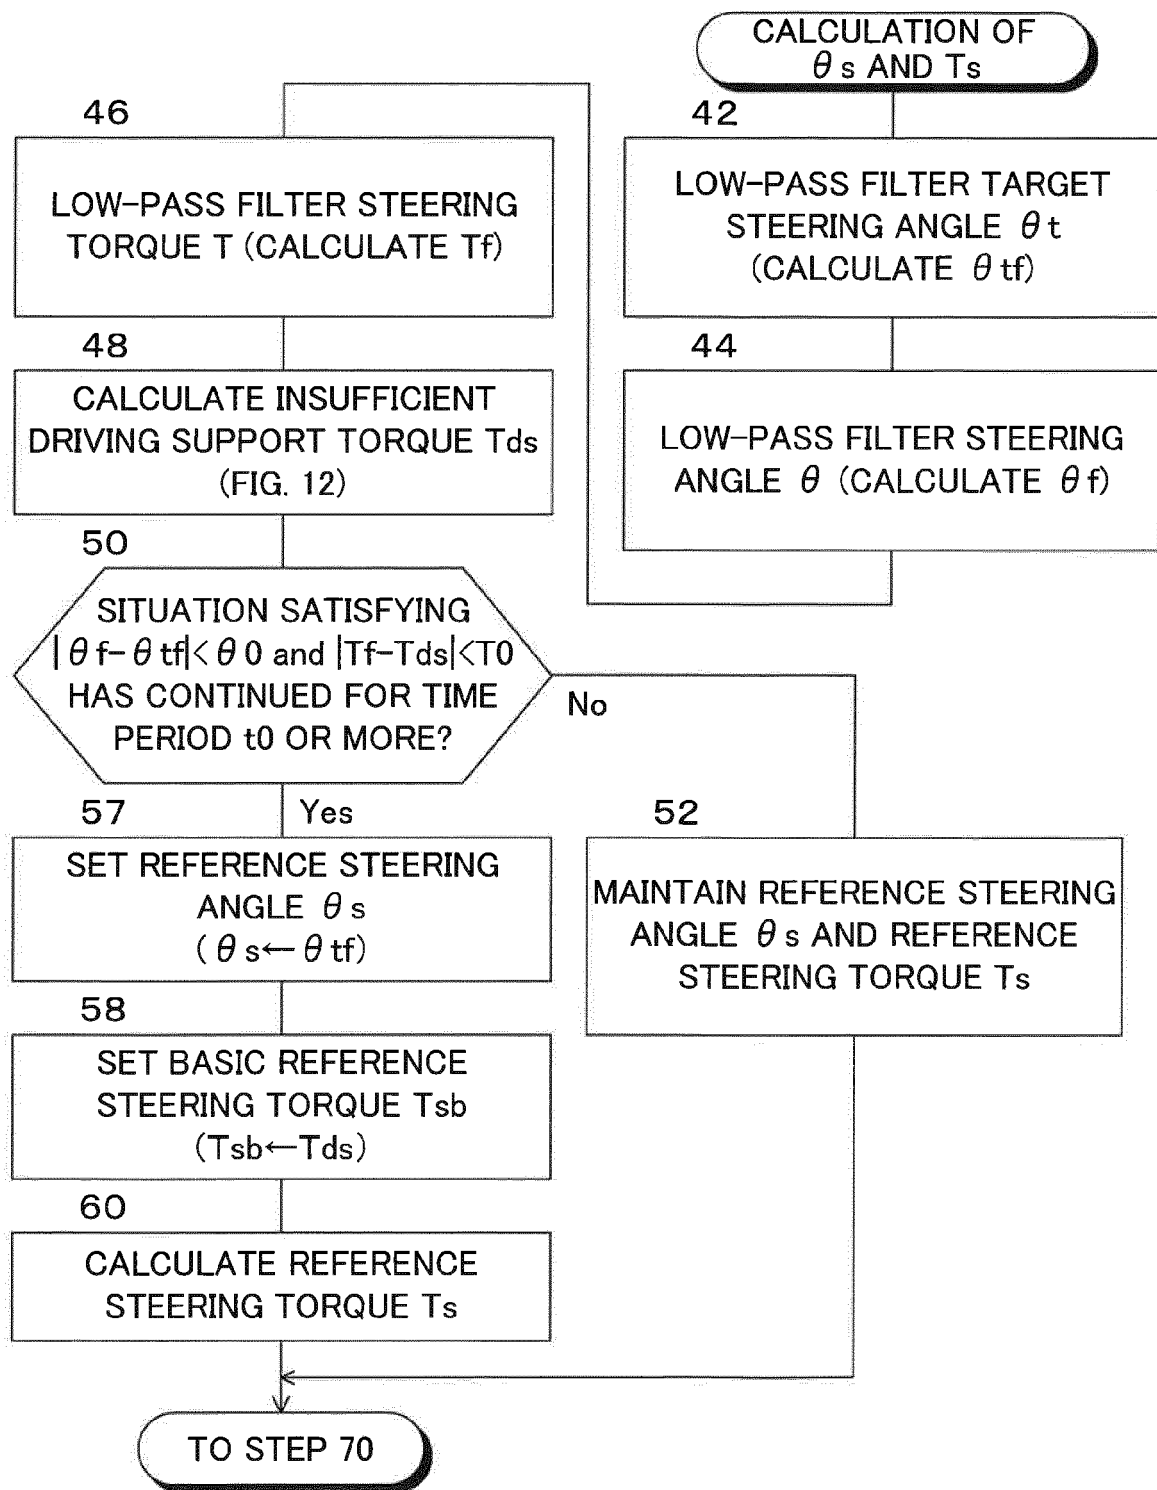 CALCULATION OF
θs AND Ts
42
LOW-PASS FILTER TARGET
STEERING ANGLE θt
(CALCULATE θtf)
44
LOW-PASS FILTER STEERING
ANGLE θ (CALCULATE θf)
46
LOW-PASS FILTER STEERING
TORQUE T (CALCULATE Tf)
48
CALCULATE INSUFFICIENT
DRIVING SUPPORT TORQUE Tds
(FIG. 12)
50
SITUATION SATISFYING
|θf-θtf|<θ0 and |Tf-Tds|<T0
HAS CONTINUED FOR TIME
PERIOD t0 OR MORE?
No
Yes
57
SET REFERENCE STEERING
ANGLE θs
(θs←θtf)
52
MAINTAIN REFERENCE STEERING
ANGLE θs AND REFERENCE
STEERING TORQUE Ts
58
SET BASIC REFERENCE
STEERING TORQUE Tsb
(Tsb←Tds)
60
CALCULATE REFERENCE
STEERING TORQUE Ts
TO STEP 70